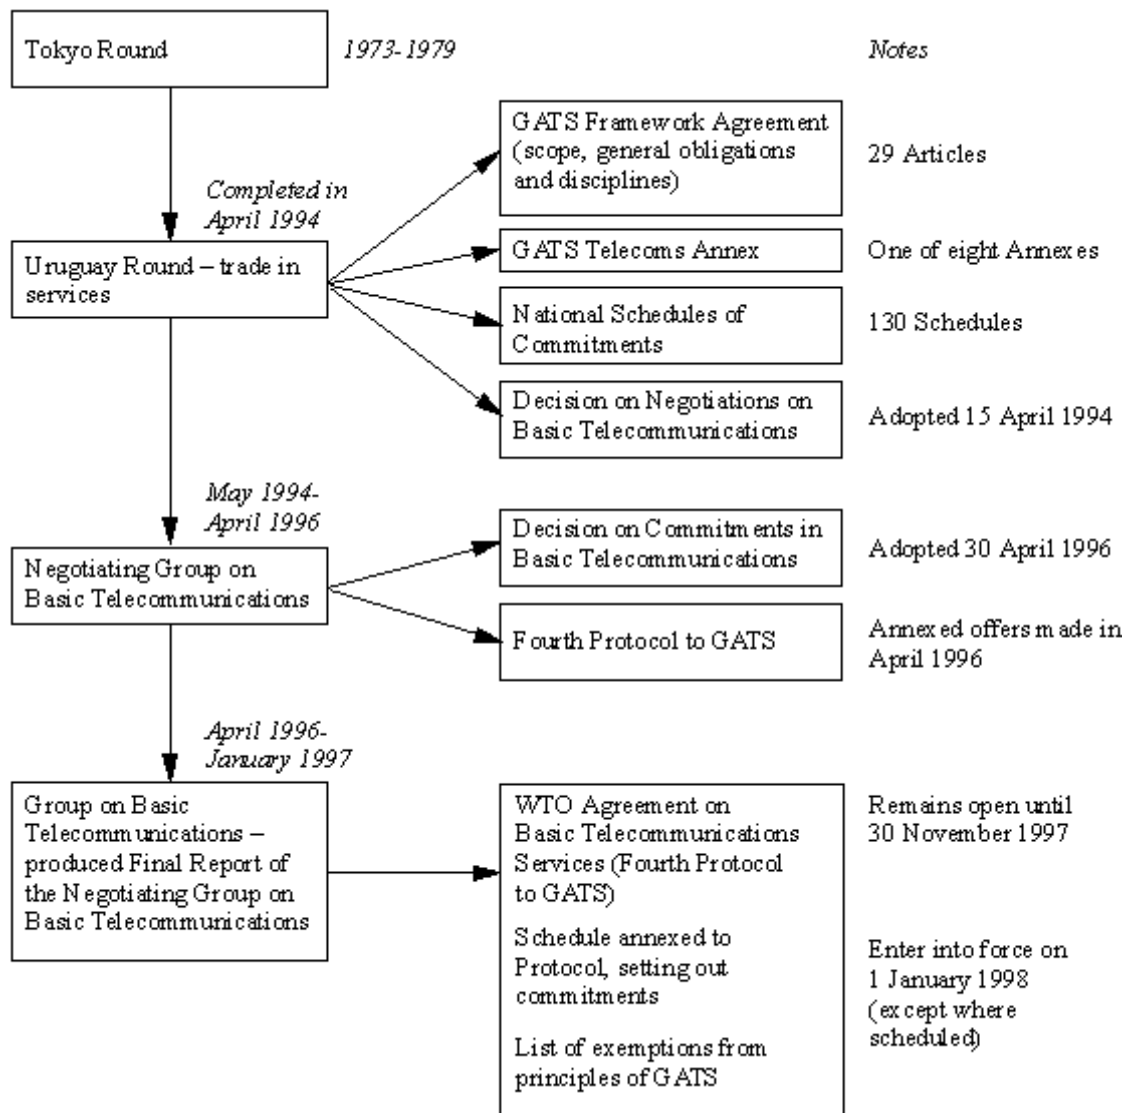 Tokyo Round
1973-1979
Notes
GATS Framework Agreement
(scope, general obligations
and disciplines)
29 Articles
Completed in
April 1994
Uruguay Round – trade in
services
GATS Telecoms Annex
One of eight Annexes
National Schedules of
Commitments
130 Schedules
Decision on Negotiations on
Basic Telecommunications
Adopted 15 April 1994
May 1994-
April 1996
Negotiating Group on
Basic Telecommunications
Decision on Commitments in
Basic Telecommunications
Adopted 30 April 1996
Fourth Protocol to GATS
Annexed offers made in
April 1996
April 1996-
January 1997
Group on Basic
Telecommunications –
produced Final Report of
the Negotiating Group on
Basic Telecommunications
WTO Agreement on
Basic Telecommunications
Services (Fourth Protocol
to GATS)
Remains open until
30 November 1997
Schedule annexed to
Protocol, setting out
commitments
Enter into force on
1 January 1998
(except where
scheduled)
List of exemptions from
principles of GATS